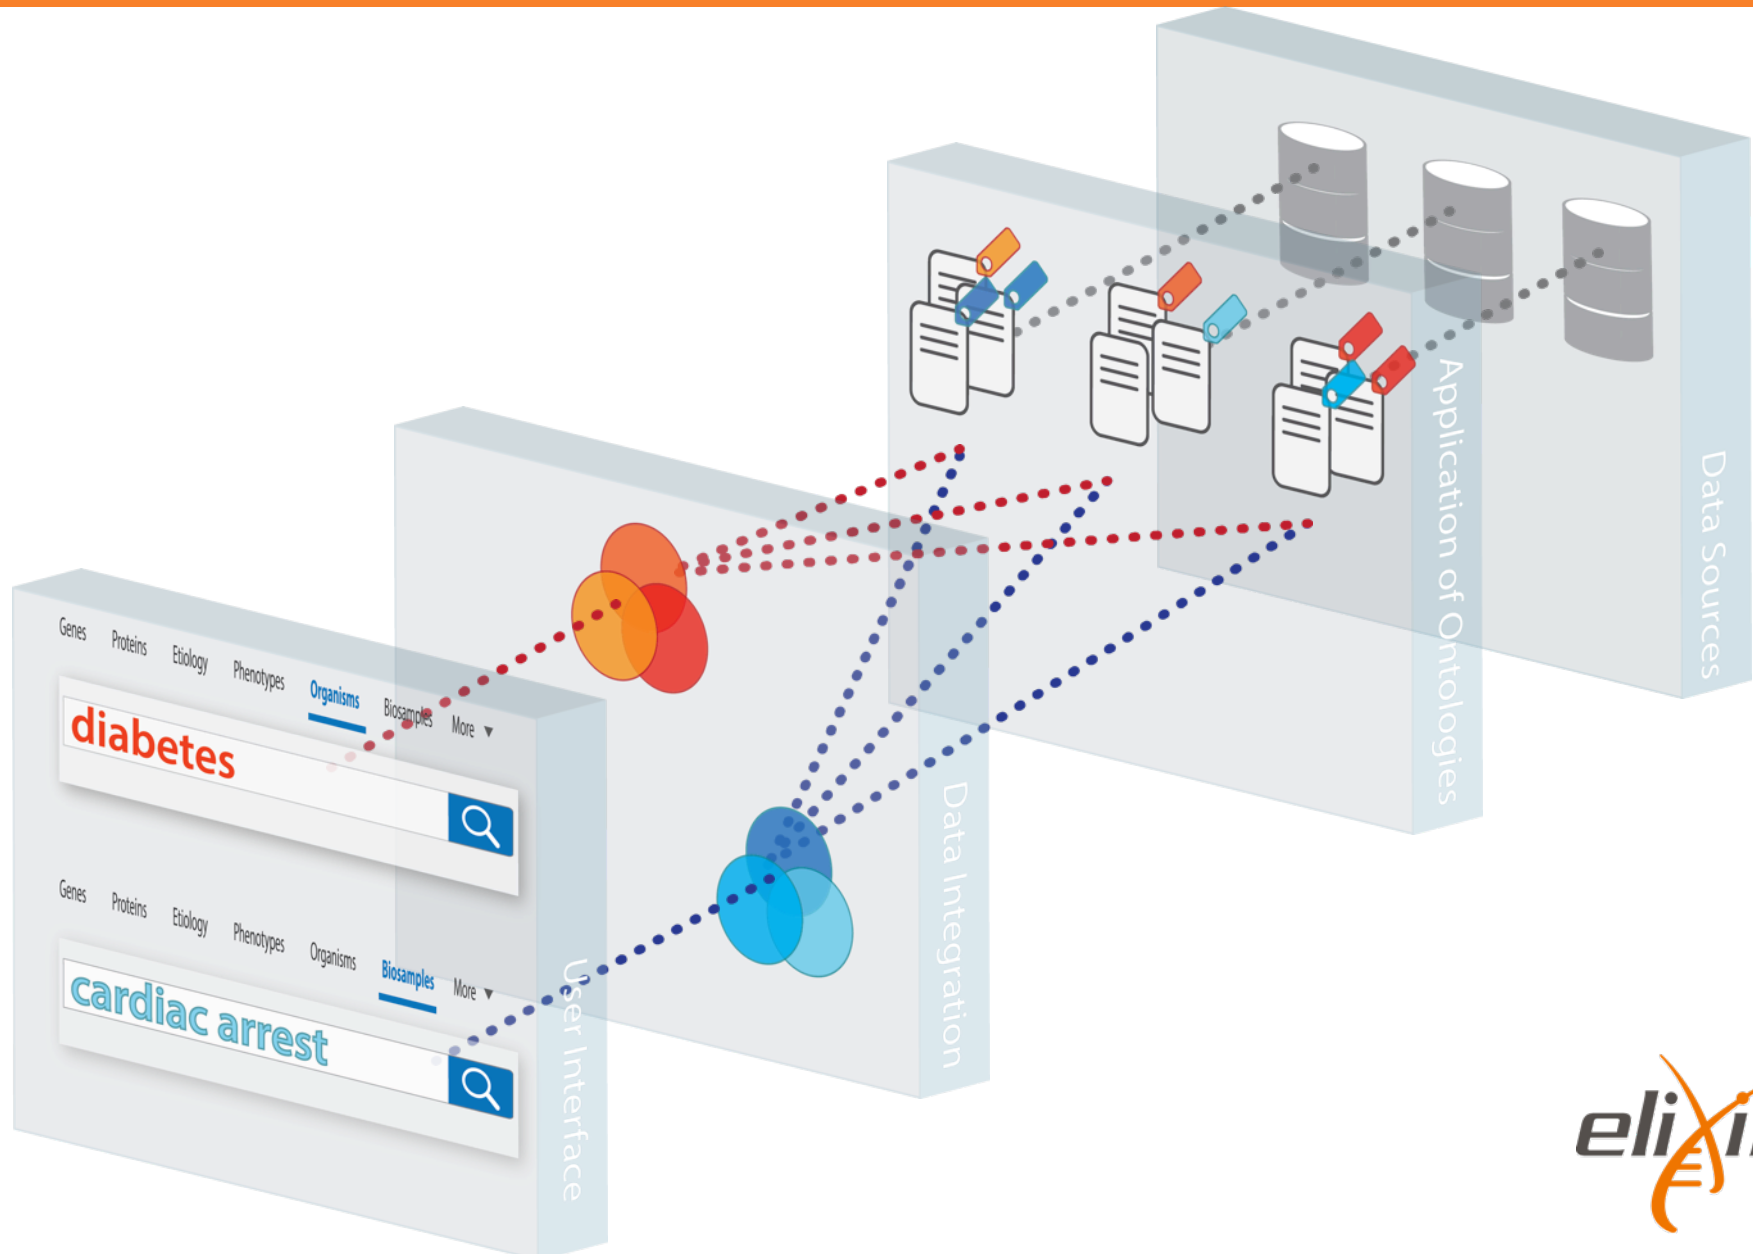 Genes Proteins Etiology Phenotypes Organisms Biosamples More ▼
diabetes
Genes Proteins Etiology Phenotypes Organisms Biosamples More ▼
cardiac arrest
User Interface
Data Integration
Application of Ontologies
Data Sources